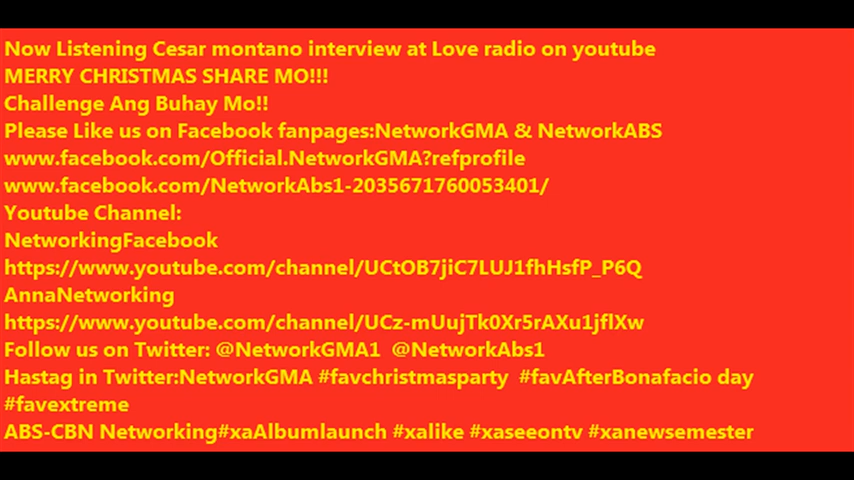 Now Listening Cesar montano interview at Love radio on youtube
MERRY CHRISTMAS SHARE MO!!!
Challenge Ang Buhay Mo!!
Please Like us on Facebook fanpages:NetworkGMA & NetworkABS
www.facebook.com/Official.NetworkGMA?refprofile
www.facebook.com/NetworkAbs1-2035671760053401/
Youtube Channel:
NetworkingFacebook
https://www.youtube.com/channel/UCtOB7jiC7LUJ1fhHsfP_P6Q
AnnaNetworking
https://www.youtube.com/channel/UCz-mUujTk0Xr5rAXu1jflXw
Follow us on Twitter: @NetworkGMA1  @NetworkAbs1
Hastag in Twitter:NetworkGMA #favchristmasparty  #favAfterBonafacio day
#favextreme
ABS-CBN Networking#xaAlbumlaunch #xalike #xaseeontv #xanewsemester